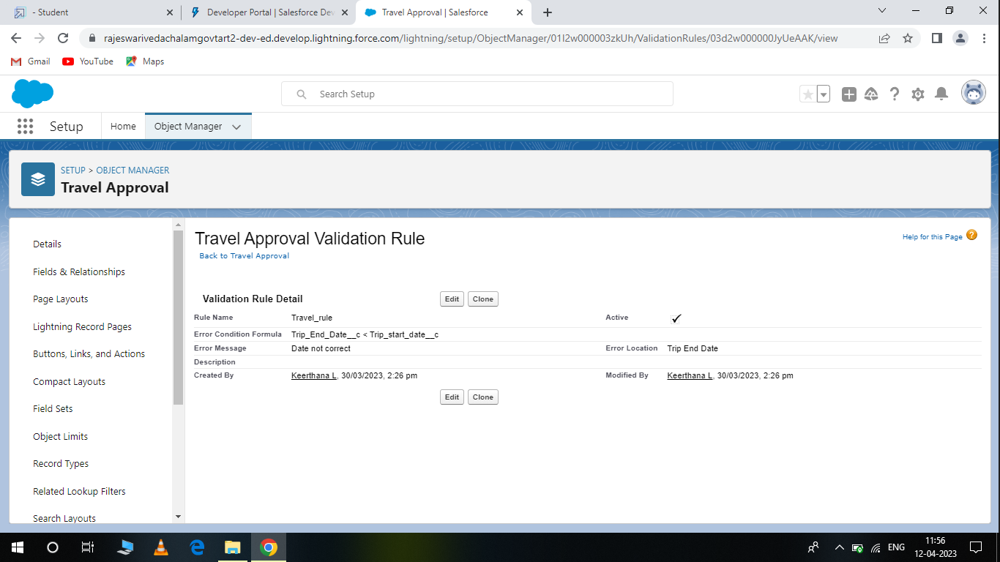 - Student
Developer Portal | Salesforce Dev
Travel Approval | Salesforce
rajeswarivedachalamgovtart2-dev-ed.develop.lightning.force.com/lightning/setup/ObjectManager/01I2w000003zkUh/ValidationRules/03d2w000000JyUeAAK/view
Gmail
YouTube
Maps
Search Setup
Setup
Home
Object Manager
SETUP > OBJECT MANAGER
Travel Approval
Details
Fields & Relationships
Page Layouts
Lightning Record Pages
Buttons, Links, and Actions
Compact Layouts
Field Sets
Object Limits
Record Types
Related Lookup Filters
Search Layouts
Travel Approval Validation Rule
Help for this Page ?
Back to Travel Approval
Validation Rule Detail
Edit
Clone
Rule Name Travel_rule Active
Error Condition Formula Trip_End_Date__c < Trip_start_date__c
Error Message Date not correct Error Location Trip End Date
Description
Created By Keerthana L, 30/03/2023, 2:26 pm Modified By Keerthana L, 30/03/2023, 2:26 pm
Edit
Clone
ENG
11:56
12-04-2023